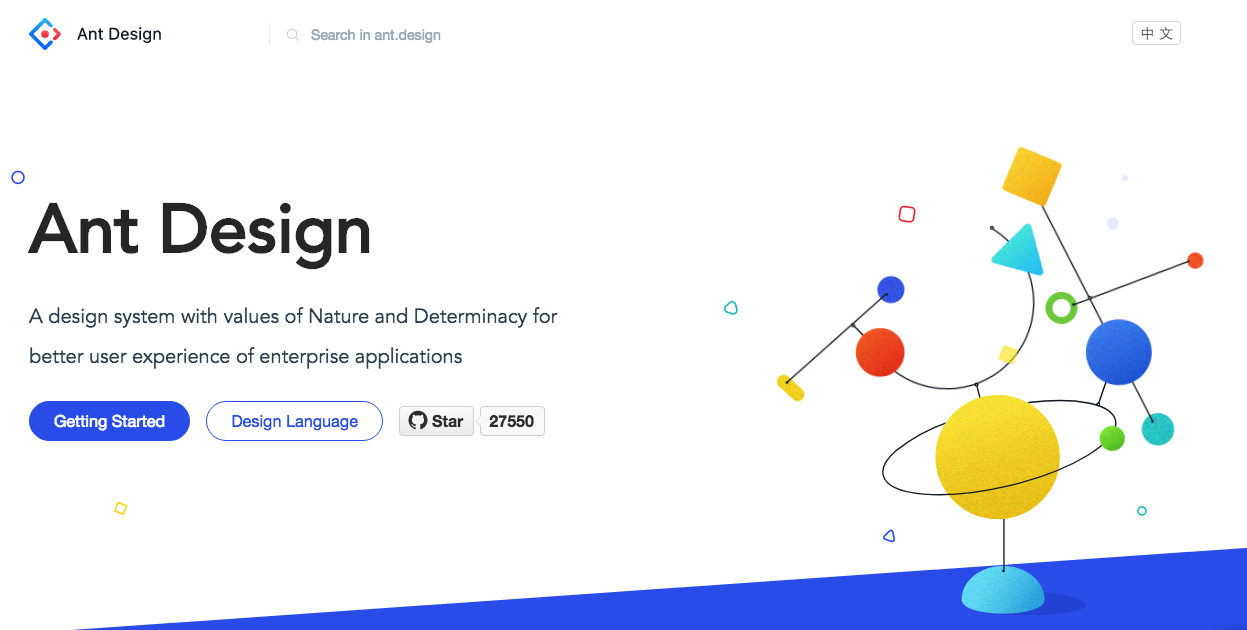 Ant Design
Search in ant.design
中 文
Ant Design
A design system with values of Nature and Determinacy for
better user experience of enterprise applications
Getting Started
Design Language
Star
27550